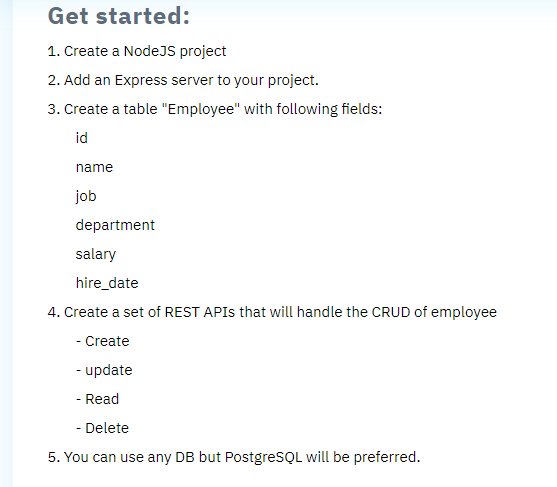 Get started:
1. Create a NodeJS project
2. Add an Express server to your project.
3. Create a table "Employee" with following fields:
id
name
job
department
salary
hire_date
4. Create a set of REST APIs that will handle the CRUD of employee
- Create
- update
- Read
- Delete
5. You can use any DB but PostgreSQL will be preferred.